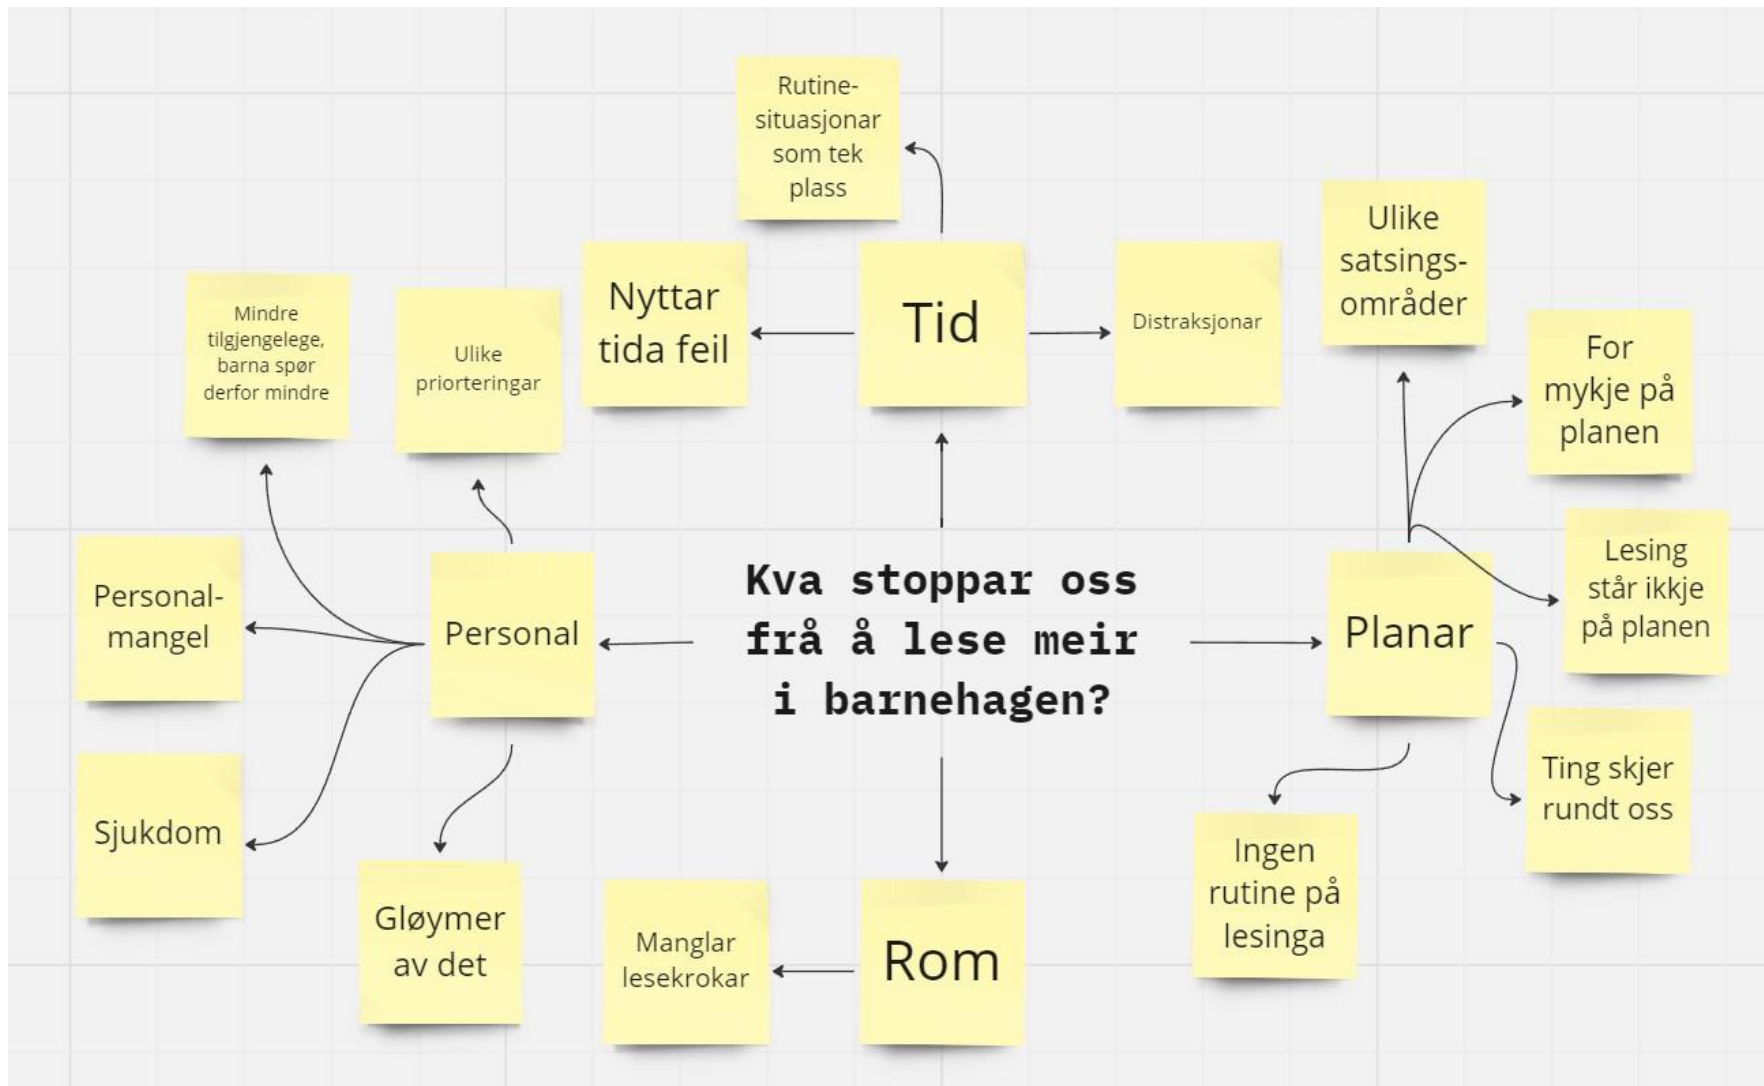 Rutine-
situasjonar
som tek
plass
Nyttar
tida feil
Tid
Distraksjonar
Ulike
satsings-
områder
For
mykje på
planen
Mindre
tilgjengelege,
barna spør
derfor mindre
Ulike
priorteringar
Personal-
mangel
Personal
Kva stoppar oss
frå å lese meir
i barnehagen?
Planar
Lesing
står ikkje
på planen
Sjukdom
Gløymer
av det
Manglar
lesekrokar
Rom
Ingen
rutine på
lesinga
Ting skjer
rundt oss